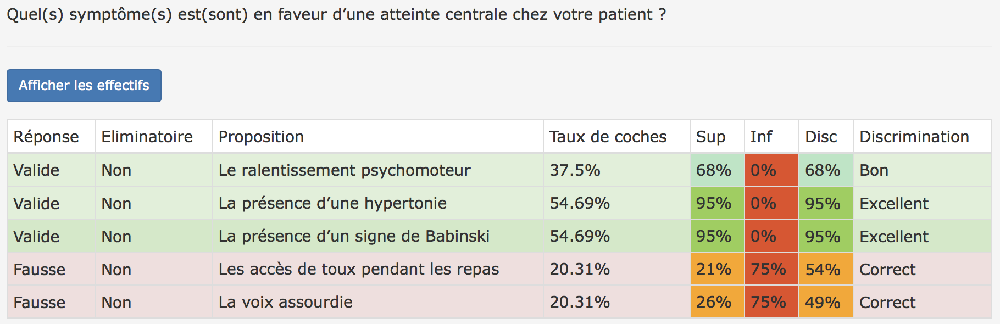 Quel(s) symptôme(s) est(sont) en faveur d’une atteinte centrale chez votre patient ?
Afficher les effectifs
Réponse Eliminatoire Proposition Taux de coches Sup Inf Disc Discrimination
Valide Non Le ralentissement psychomoteur 37.5% 68% 0% 68% Bon
Valide Non La présence d’une hypertonie 54.69% 95% 0% 95% Excellent
Valide Non La présence d’un signe de Babinski 54.69% 95% 0% 95% Excellent
Fausse Non Les accès de toux pendant les repas 20.31% 21% 75% 54% Correct
Fausse Non La voix assourdie 20.31% 26% 75% 49% Correct